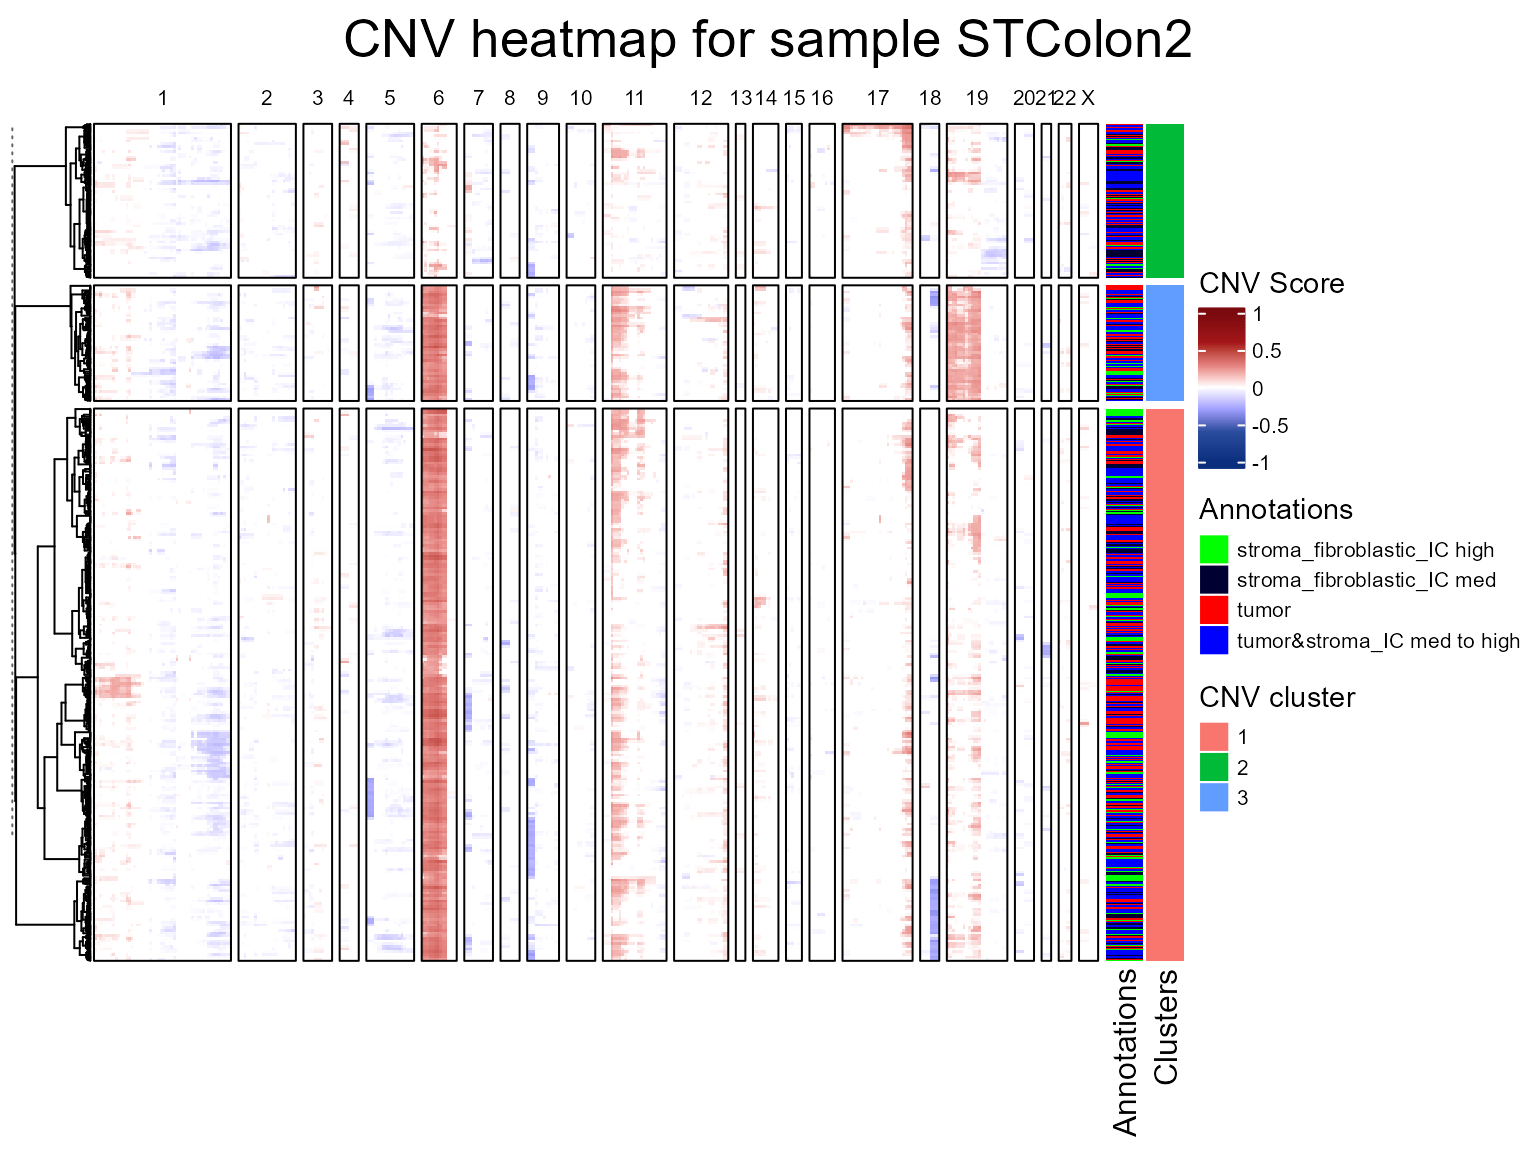 CNV heatmap for sample STColon2
1 2 3 4 5 6 7 8 9 10 11 12 13 14 15 16 17 18 19 20 21 22 X
CNV Score
1
0.5
0
-0.5
-1
Annotations
stroma_fibroblastic_IC high
stroma_fibroblastic_IC med
tumor
tumor&stroma_IC med to high
CNV cluster
1
2
3
Annotations
Clusters